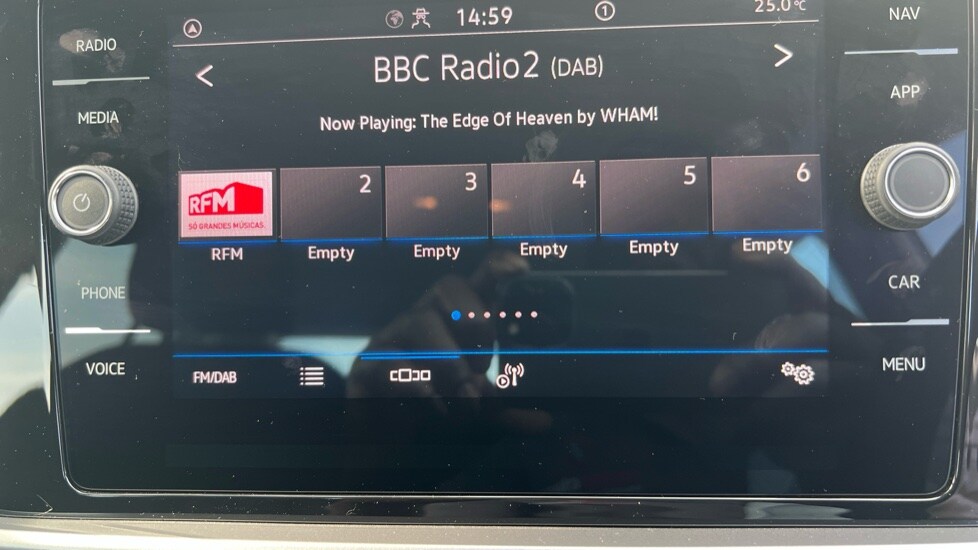 14:59
1
25.0°C
RADIO
NAV
< BBC Radio2 (DAB) >
MEDIA
APP
Now Playing: The Edge Of Heaven by WHAM!
RFM
SÓ GRANDES MÚSICAS.
2
3
4
5
6
RFM
Empty
Empty
Empty
Empty
Empty
PHONE
CAR
VOICE
MENU
FM/DAB